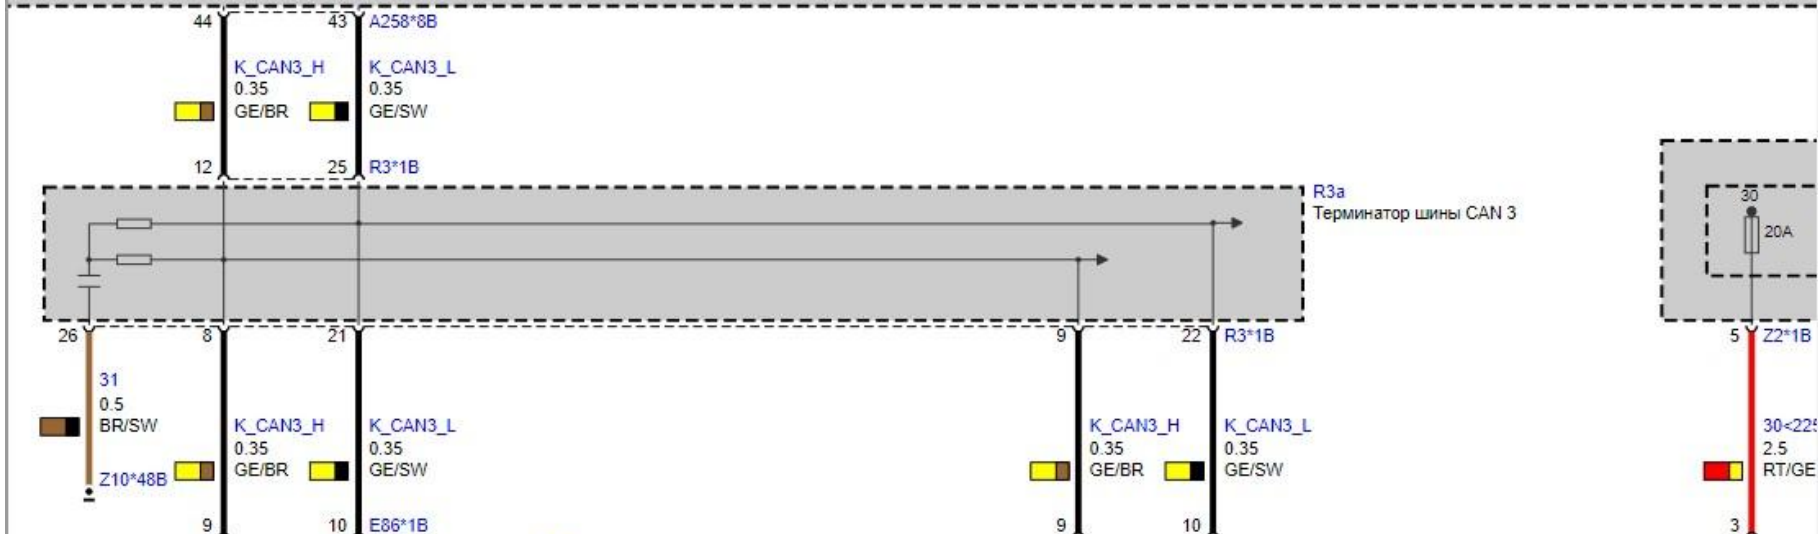 44
43 A258*8B
K_CAN3_H
0.35
GE/BR
K_CAN3_L
0.35
GE/SW
12
25 R3*1B
R3a
Терминатор шины CAN 3
30
20A
26
8
21
9
22 R3*1B
5 Z2*1B
31
0.5
BR/SW
Z10*48B
K_CAN3_H
0.35
GE/BR
K_CAN3_L
0.35
GE/SW
K_CAN3_H
0.35
GE/BR
K_CAN3_L
0.35
GE/SW
30<225
2.5
RT/GE
9
10 E86*1B
9
10
3